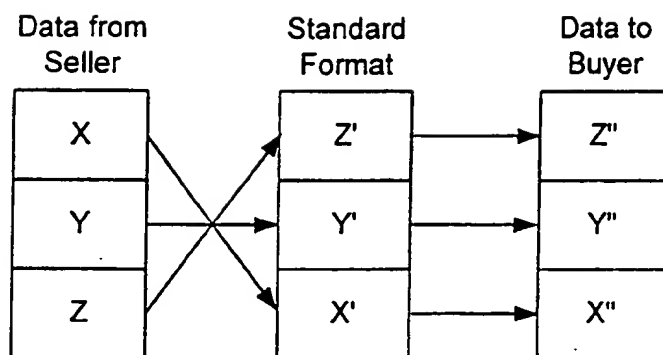 Data from
Seller
Standard
Format
Data to
Buyer
X
Z'
Z"
Y
Y'
Y"
Z
X'
X"